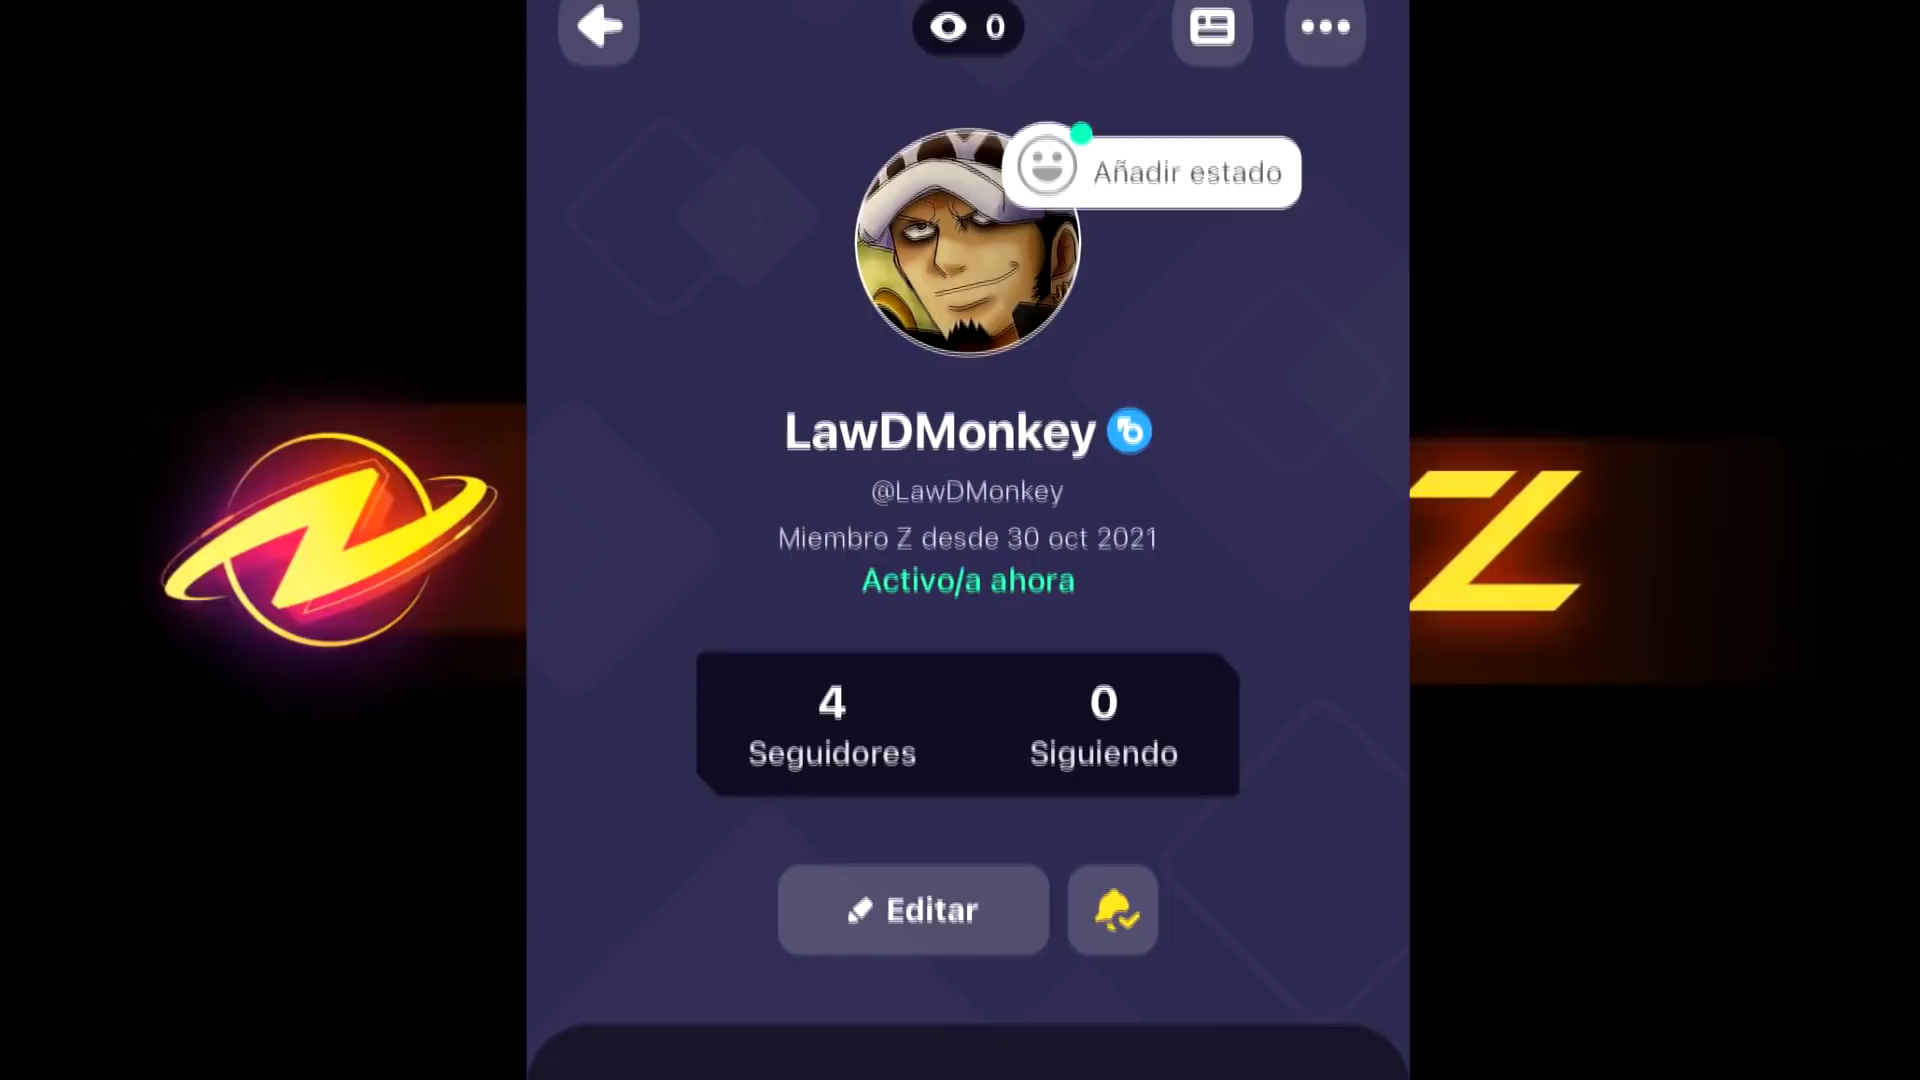 0
Añadir estado
LawDMonkey
@LawDMonkey
Miembro Z desde 30 oct 2021
Activo/a ahora
4
Seguidores
0
Siguiendo
Editar
Z